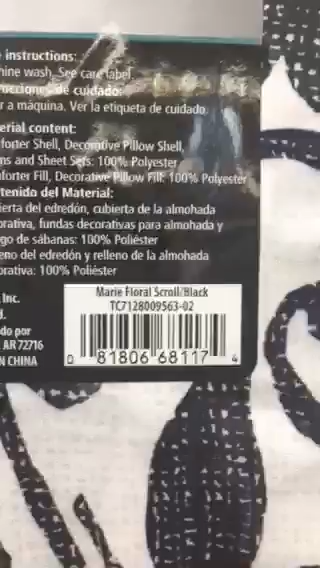 instructions:
hine wash. See care label.
rucciones de cuidado:
r a máquina. Ver la etiqueta de cuidado.
erial content:
forter Shell, Decorative Pillow Shell,
ms and Sheet Sets: 100% Polyester
forter Fill, Decorative Pillow Fill: 100% Polyester
tenido del Material:
ierta del edredón, cubierta de la almohada
orativa, fundas decorativas para almohada y
go de sábanas: 100% Poliéster
eno del edredón y relleno de la almohada
orativa: 100% Poliéster
Inc.
d.
do por
AR 72716
N CHINA
Marie Floral Scroll/Black
TC7128009563-02
0 81806 68117 4